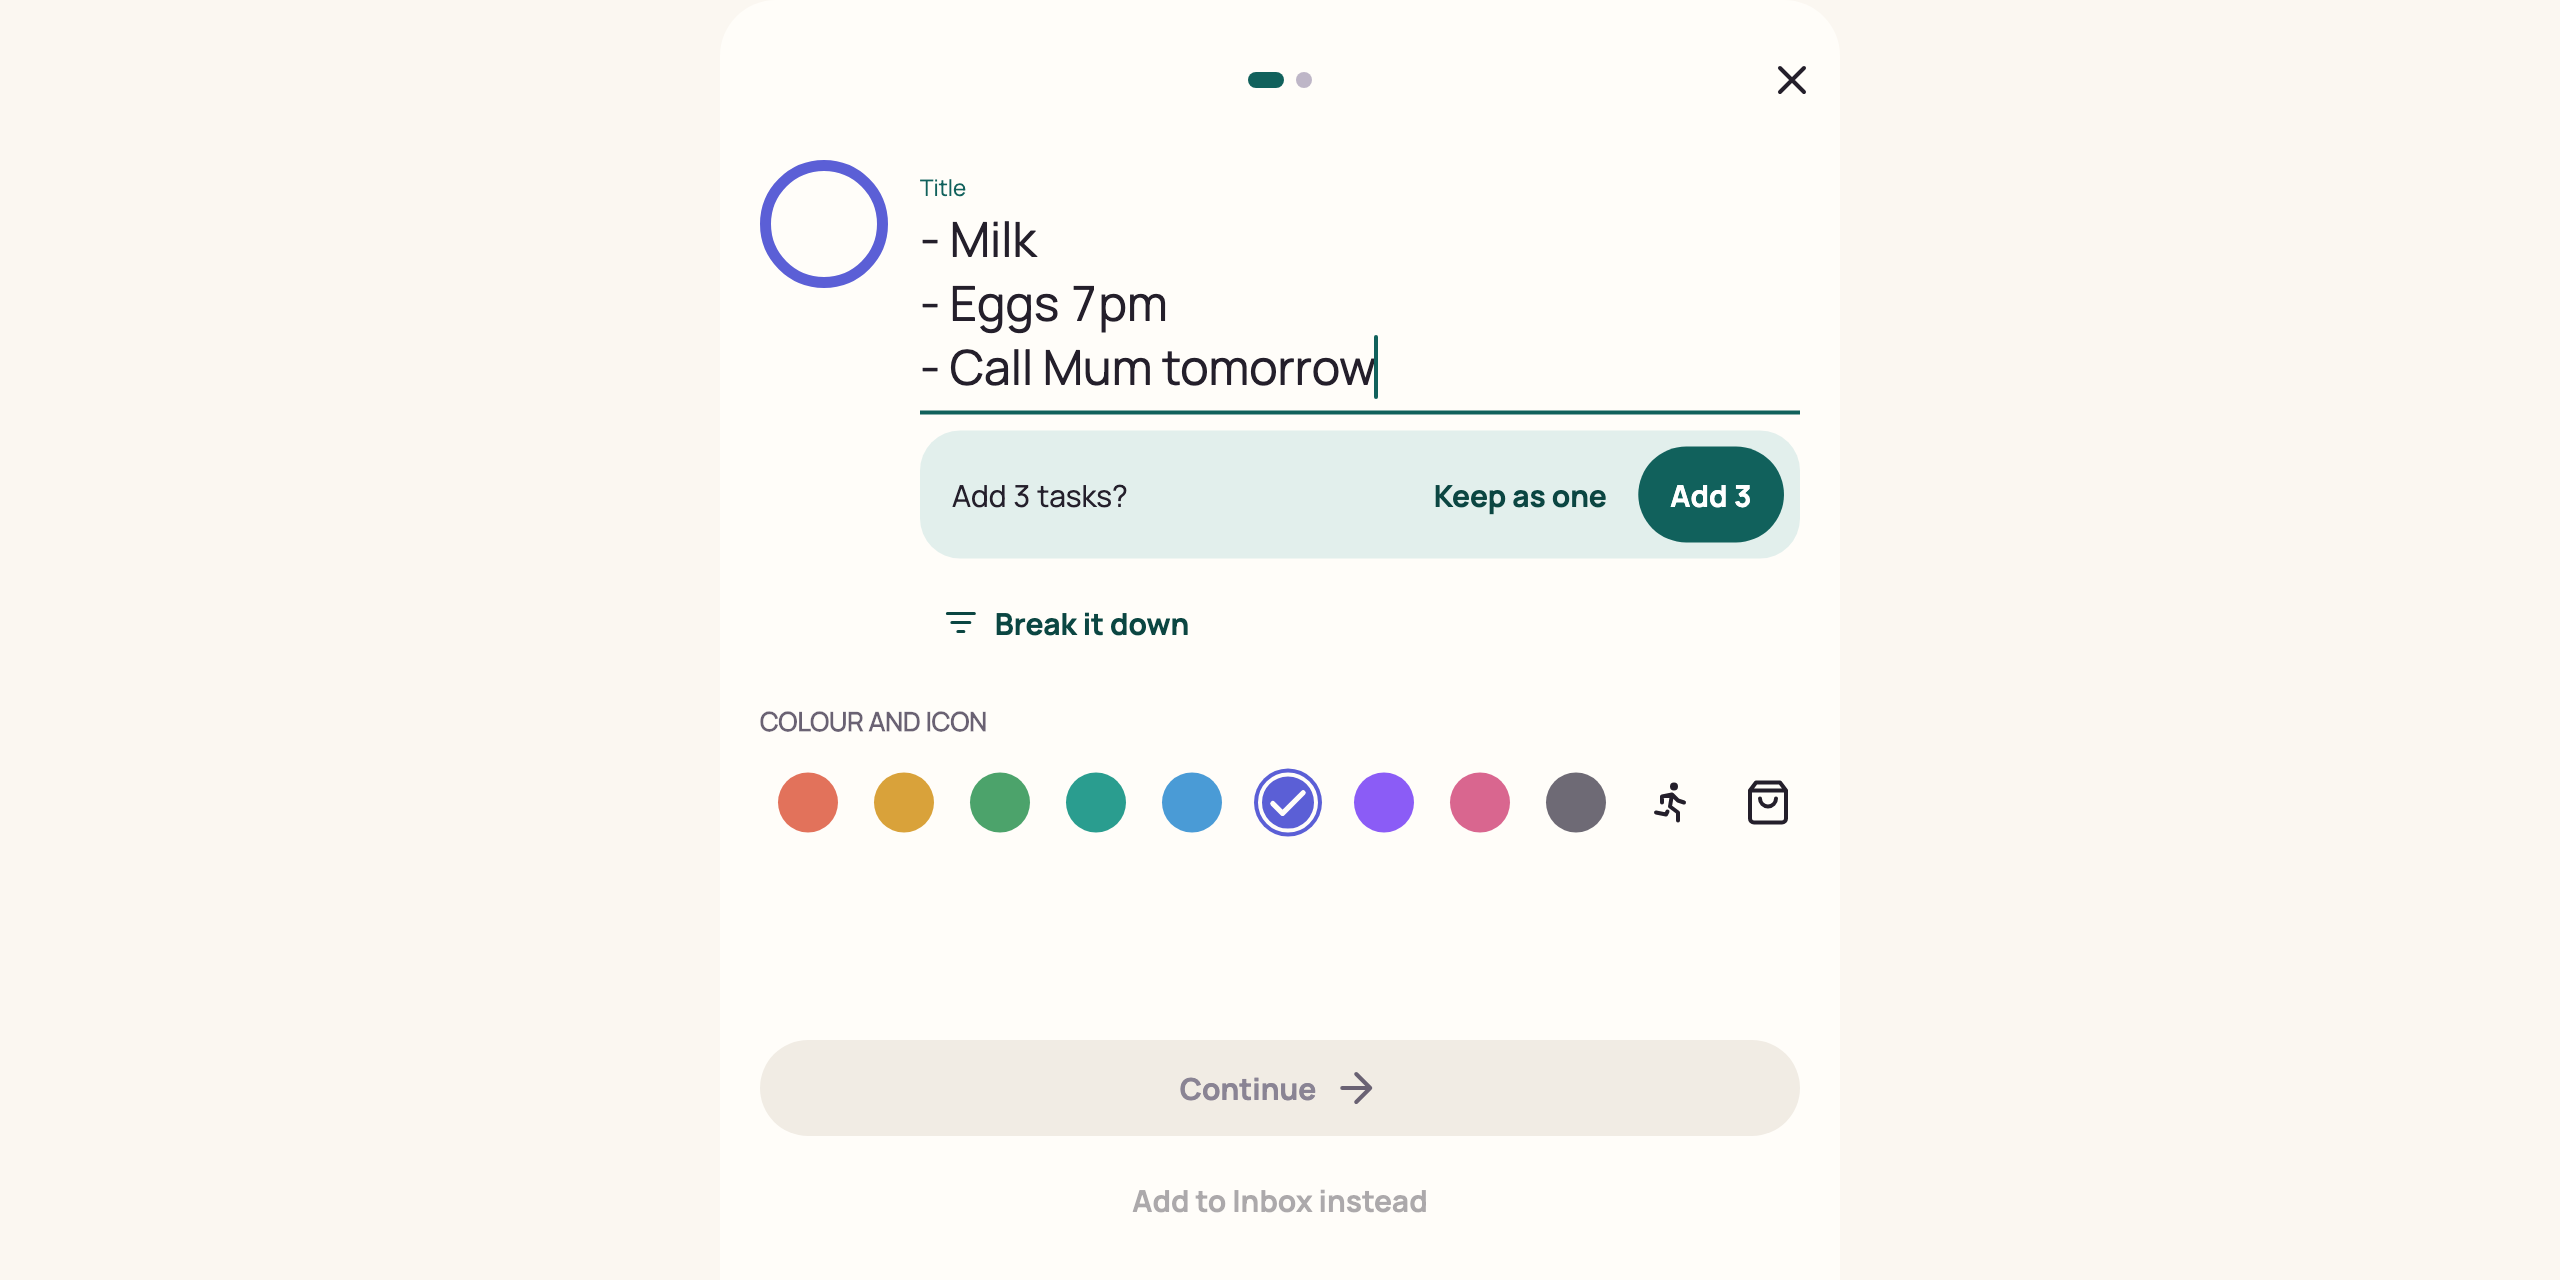 Title
- Milk
- Eggs 7pm
- Call Mum tomorrow
Add 3 tasks?
Keep as one
Add 3
Break it down
COLOUR AND ICON
Continue
Add to Inbox instead